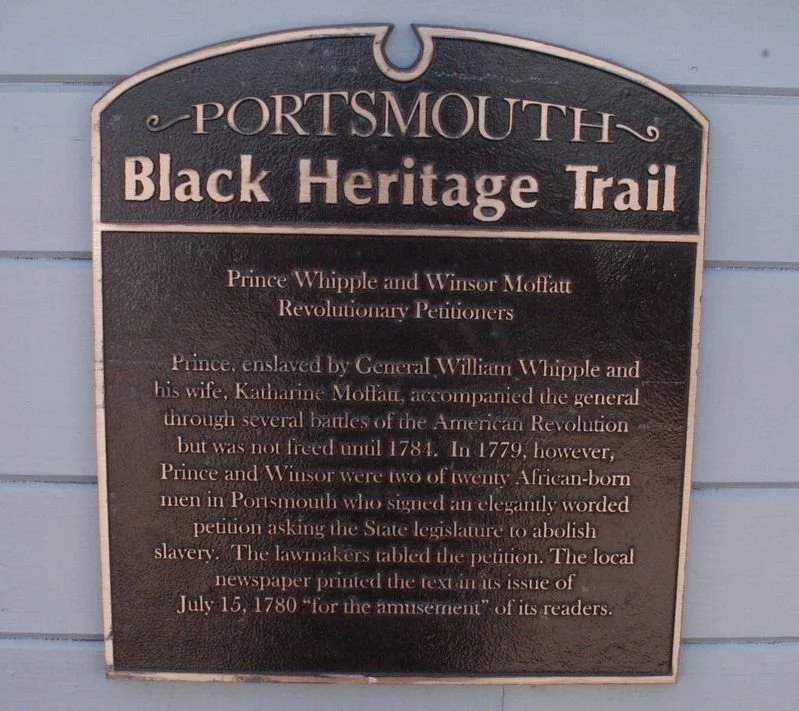 PORTSMOUTH
Black Heritage Trail
Prince Whipple and Winsor Moffatt
Revolutionary Petitioners
Prince, enslaved by General William Whipple and
his wife, Katharine Moffatt, accompanied the general
through several battles of the American Revolution
but was not freed until 1784. In 1779, however,
Prince and Winsor were two of twenty African-born
men in Portsmouth who signed an elegantly worded
petition asking the State legislature to abolish
slavery. The lawmakers tabled the petition. The local
newspaper printed the text in its issue of
July 15, 1780 “for the amusement” of its readers.